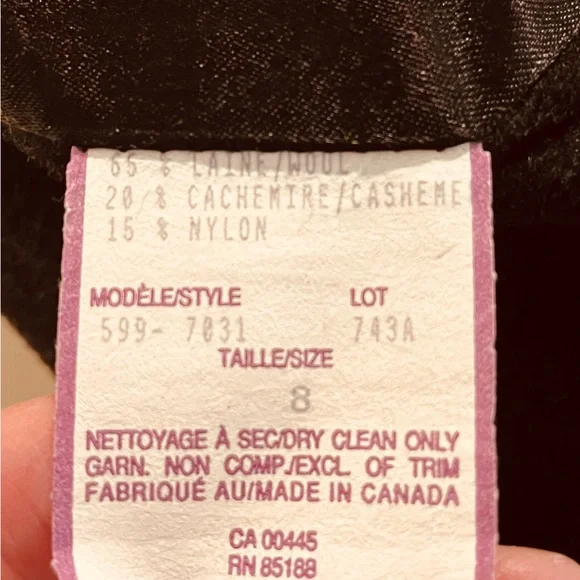 65 % LAINE/WOOL
20 % CACHEMIRE/CASHEME
15 % NYLON
MODÈLE/STYLE LOT
599- 7031 743A
TAILLE/SIZE
8
NETTOYAGE À SEC/DRY CLEAN ONLY
GARN. NON COMP./EXCL. OF TRIM
FABRIQUÉ AU/MADE IN CANADA
CA 00445
RN 85188